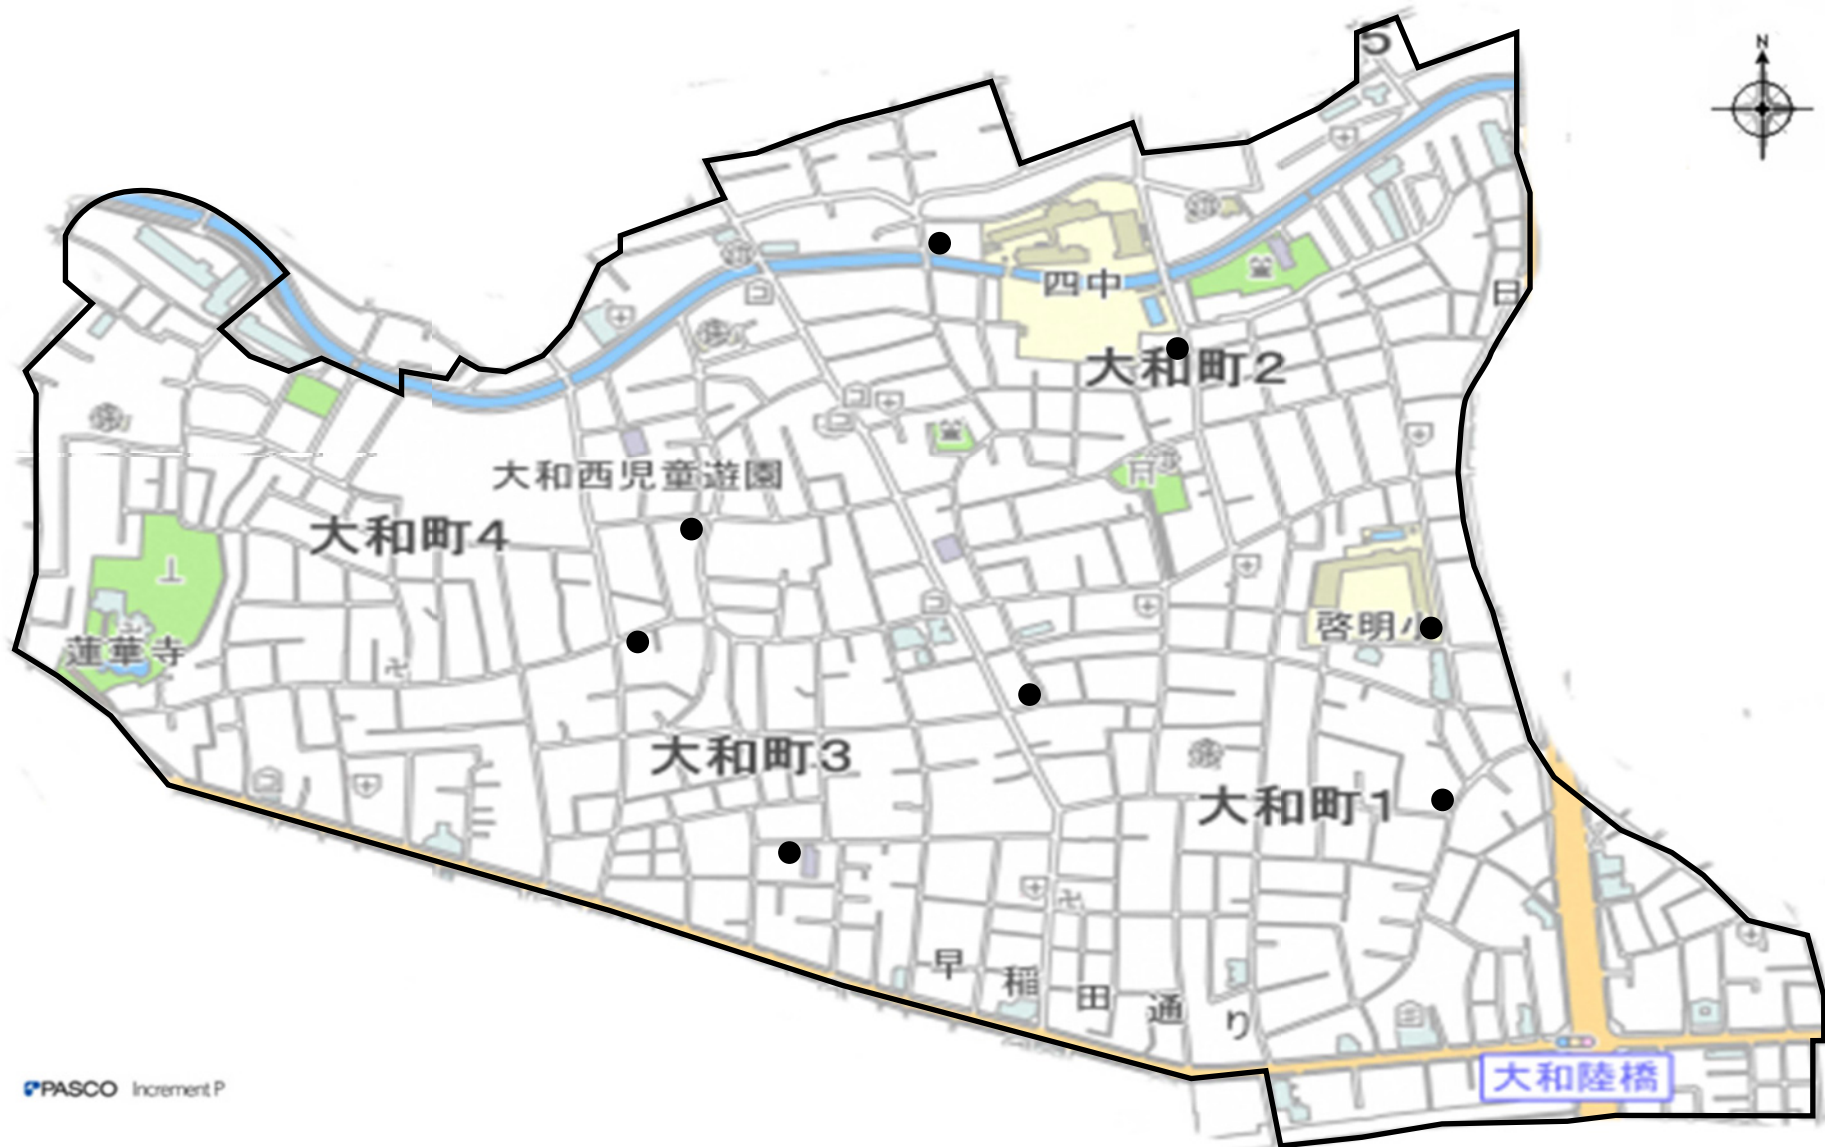 5
N
四中
日
大和町2
大和西児童遊園
大和町4
啓明小
蓮華寺
大和町3
大和町1
早稲田通り
大和陸橋
PASCO Increment P